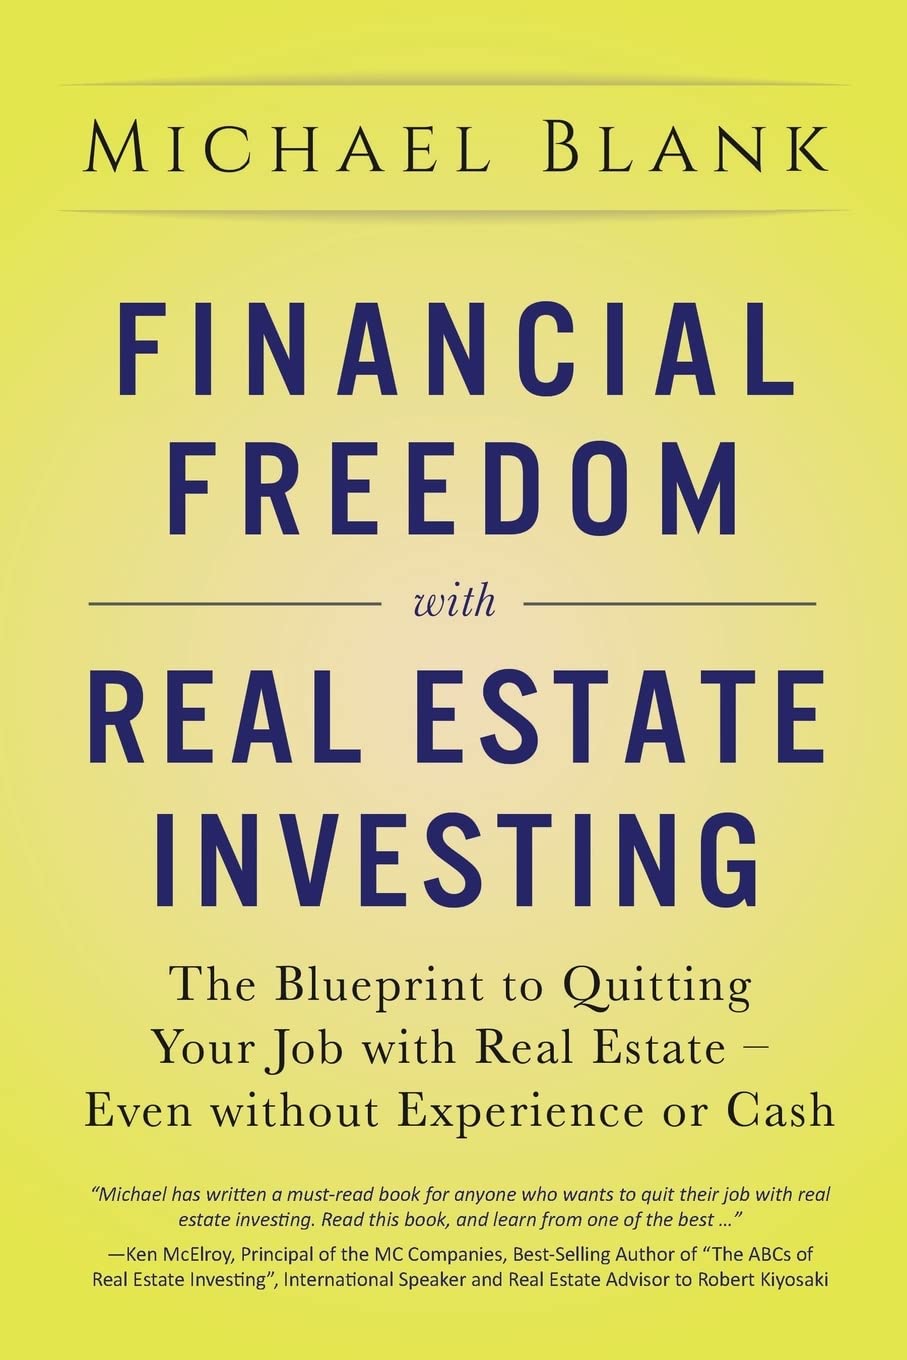 MICHAEL BLANK
FINANCIAL
FREEDOM
with
REAL ESTATE
INVESTING
The Blueprint to Quitting
Your Job with Real Estate –
Even without Experience or Cash
“Michael has written a must-read book for anyone who wants to quit their job with real
estate investing. Read this book, and learn from one of the best ...”
—Ken McElroy, Principal of the MC Companies, Best-Selling Author of “The ABCs of
Real Estate Investing”, International Speaker and Real Estate Advisor to Robert Kiyosaki